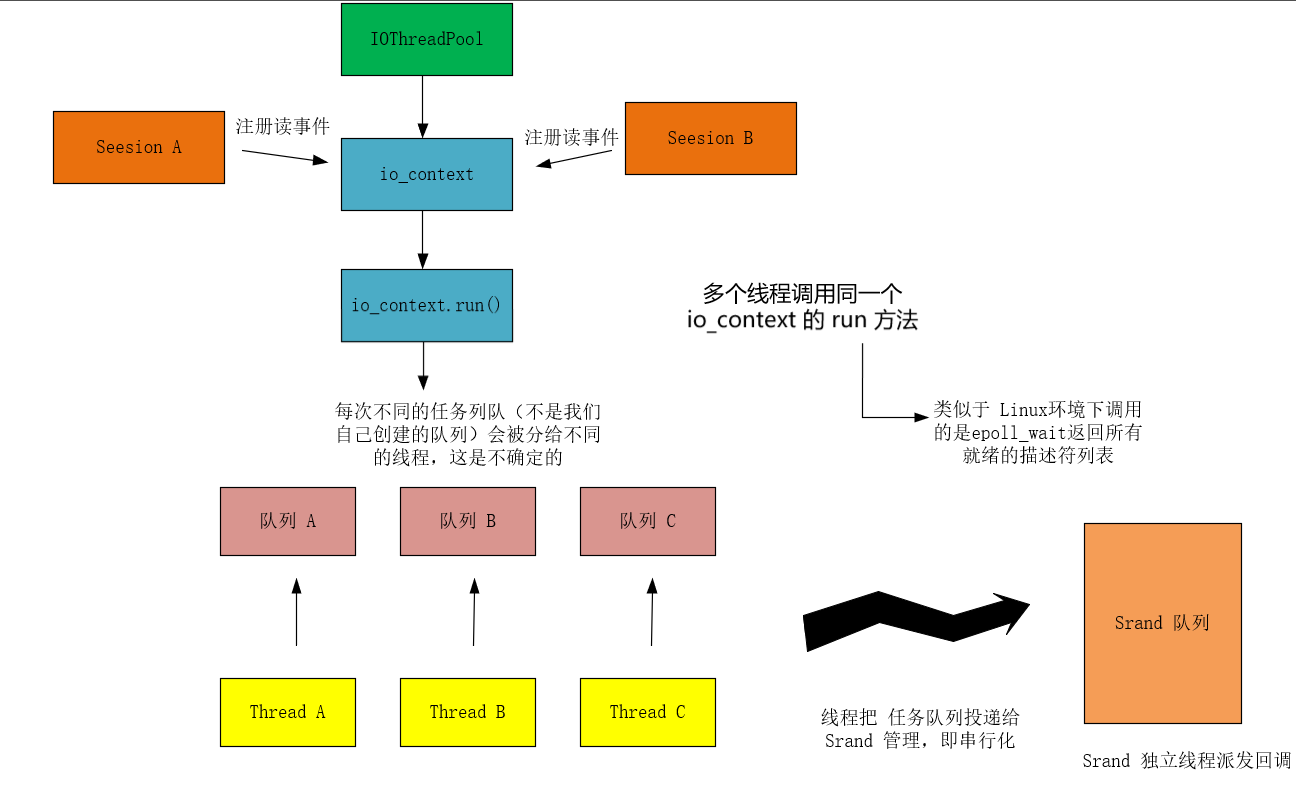 IOThreadPool
Seesion A
注册读事件
注册读事件
Seesion B
io_context
io_context.run()
多个线程调用同一个
io_context 的 run 方法
每次不同的任务列队（不是我们
自己创建的队列）会被分给不同
的线程，这是不确定的
类似于 Linux环境下调用
的是epoll_wait返回所有
就绪的描述符列表
队列 A
队列 B
队列 C
Srand 队列
Thread A
Thread B
Thread C
线程把 任务队列投递给
Srand 管理，即串行化
Srand 独立线程派发回调